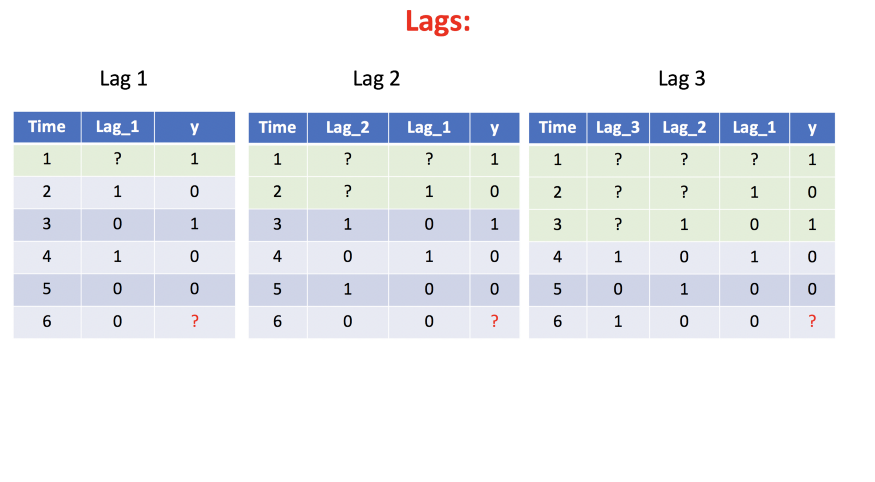 Lags:
Lag 1
Time Lag_1 y
1 ? 1
2 1 0
3 0 1
4 1 0
5 0 0
6 0 ?
Lag 2
Time Lag_2 Lag_1 y
1 ? ? 1
2 ? 1 0
3 1 0 1
4 0 1 0
5 1 0 0
6 0 0 ?
Lag 3
Time Lag_3 Lag_2 Lag_1 y
1 ? ? ? 1
2 ? ? 1 0
3 ? 1 0 1
4 1 0 1 0
5 0 1 0 0
6 1 0 0 ?